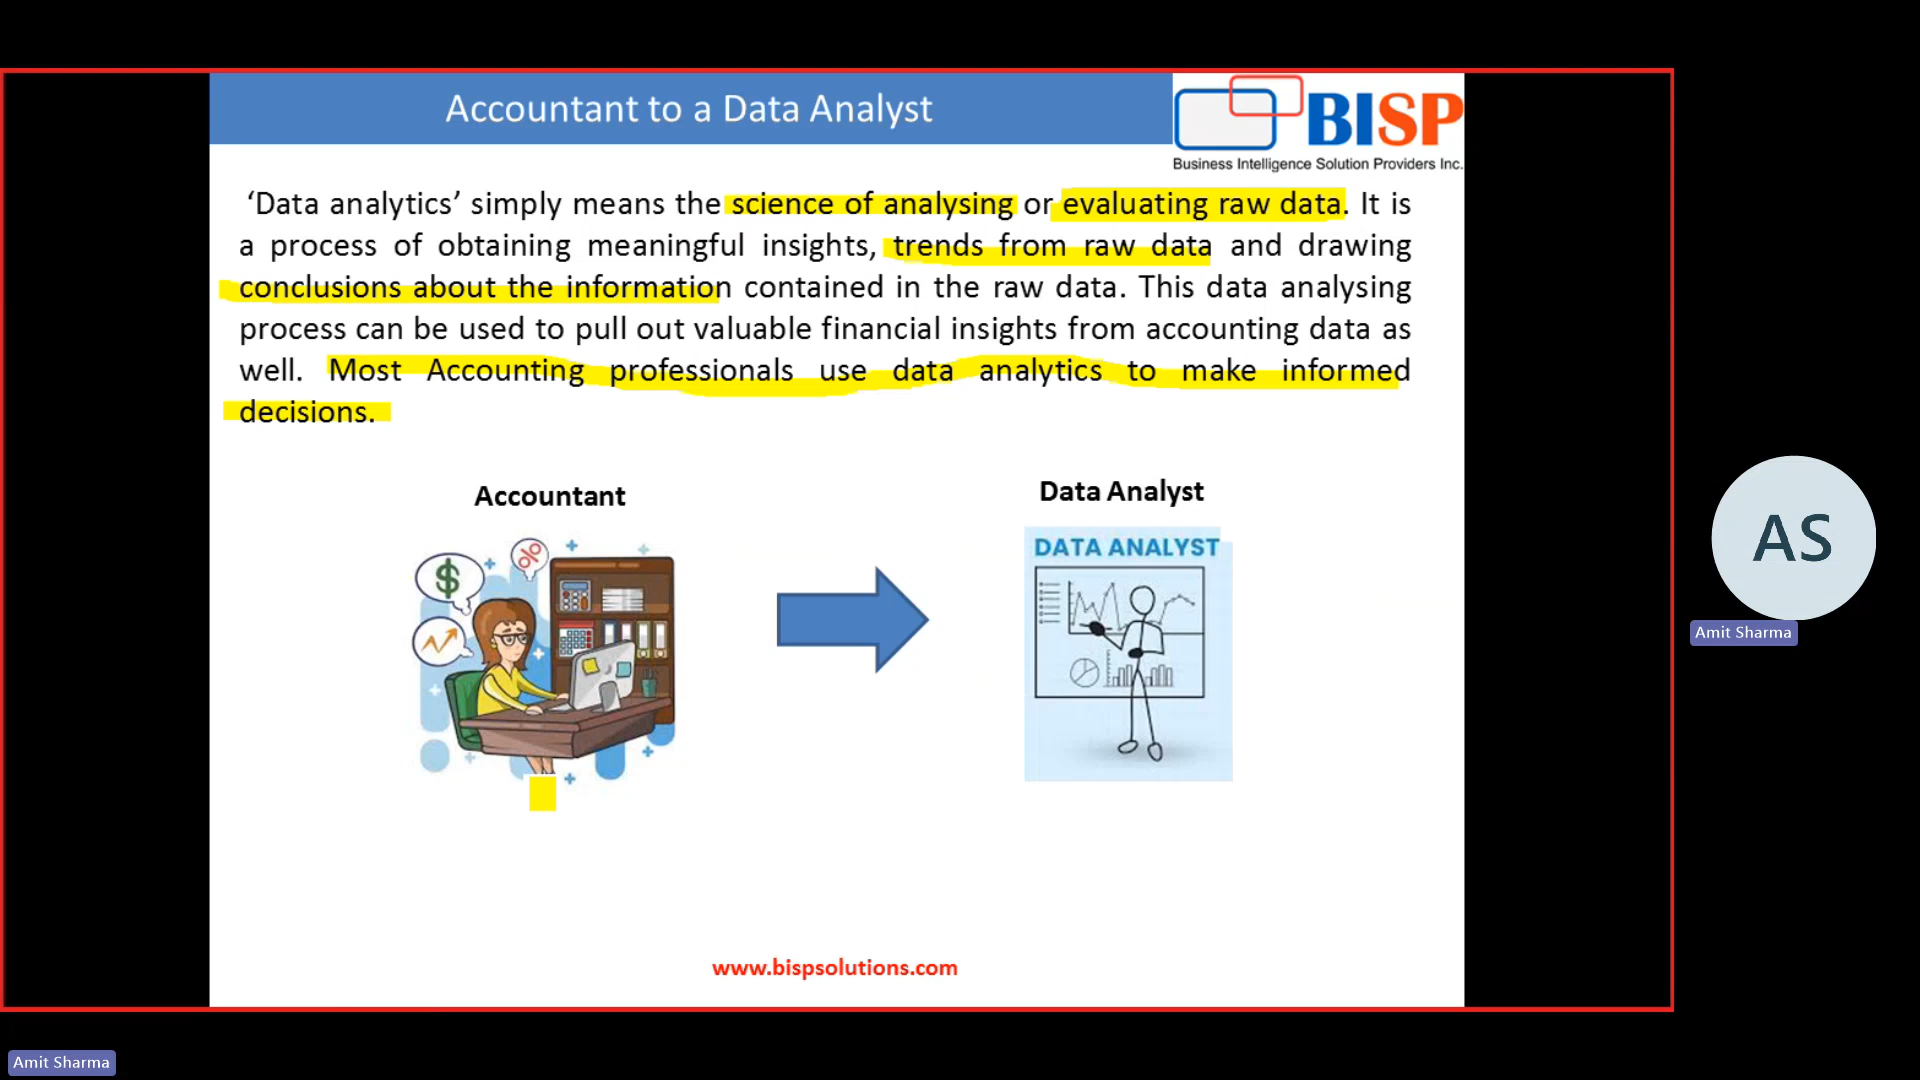 Accountant to a Data Analyst
BISP
Business Intelligence Solution Providers Inc.
‘Data analytics’ simply means the science of analysing or evaluating raw data. It is
a process of obtaining meaningful insights, trends from raw data and drawing
conclusions about the information contained in the raw data. This data analysing
process can be used to pull out valuable financial insights from accounting data as
well. Most Accounting professionals use data analytics to make informed
decisions.
Accountant
Data Analyst
$
%
DATA ANALYST
www.bispsolutions.com
AS
Amit Sharma
Amit Sharma